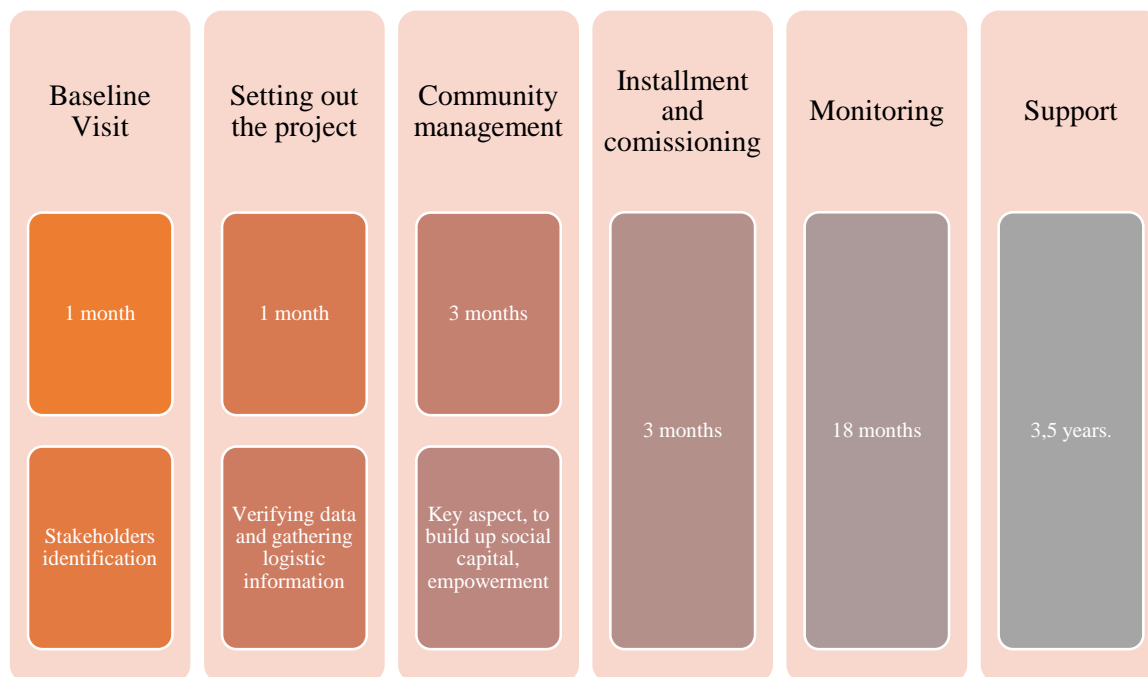 Baseline
Visit
1 month
Stakeholders
identification
Setting out
the project
1 month
Verifying data
and gathering
logistic
information
Community
management
3 months
Key aspect, to
build up social
capital,
empowerment
Installment
and
comissioning
3 months
Monitoring
18 months
Support
3,5 years.